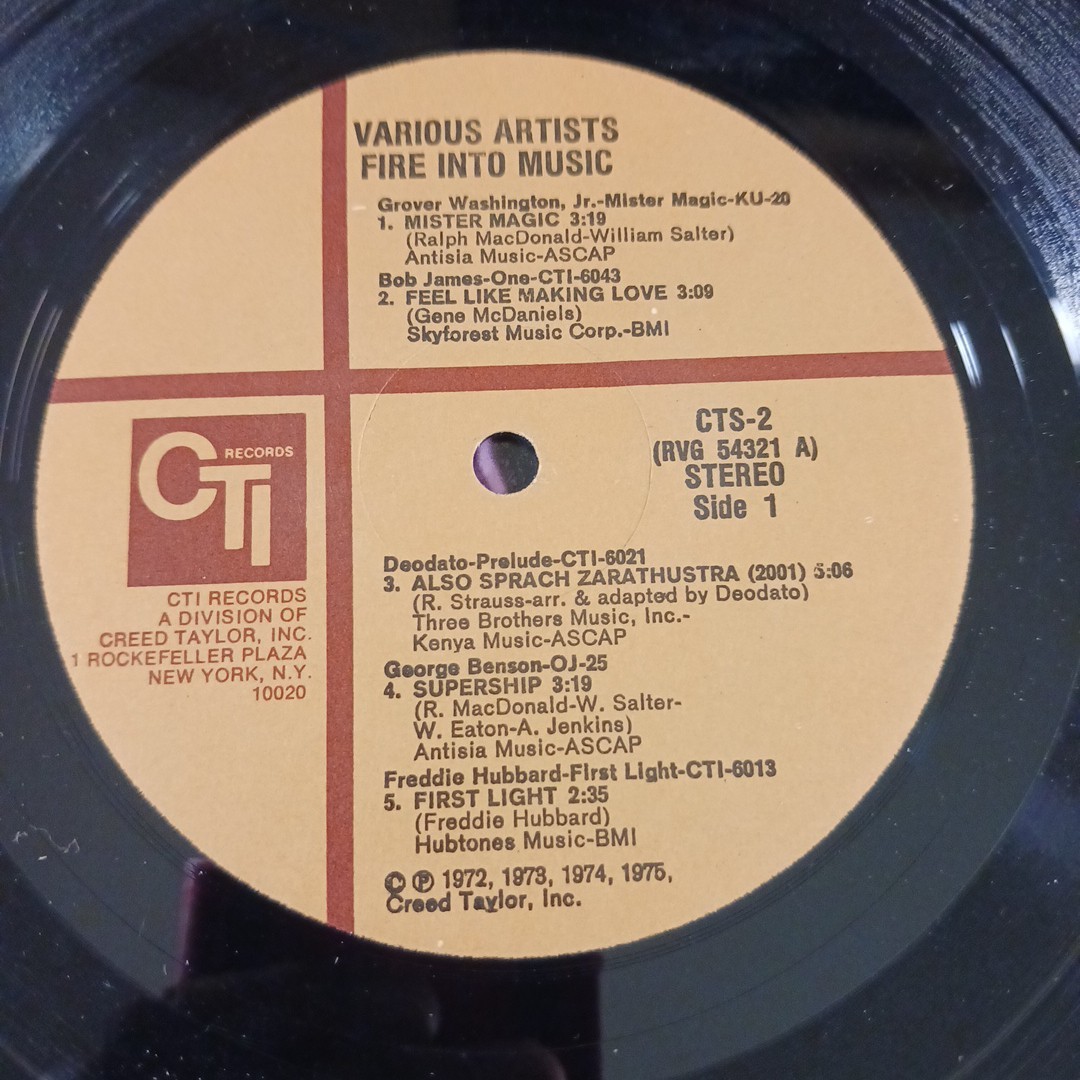 VARIOUS ARTISTS
FIRE INTO MUSIC
Grover Washington, Jr.-Mister Magic-KU-20
1. MISTER MAGIC 3:19
(Ralph MacDonald-William Salter)
Antisia Music-ASCAP
Bob James-One-CTI-6043
2. FEEL LIKE MAKING LOVE 3:09
(Gene McDaniels)
Skyforest Music Corp.-BMI
CTI RECORDS
CTI RECORDS
A DIVISION OF
CREED TAYLOR, INC.
1 ROCKEFELLER PLAZA
NEW YORK, N.Y.
10020
CTS-2
(RVG 54321 A)
STEREO
Side 1
Deodato-Prelude-CTI-6021
3. ALSO SPRACH ZARATHUSTRA (2001) 5:06
(R. Strauss-arr. & adapted by Deodato)
Three Brothers Music, Inc.-
Kenya Music-ASCAP
George Benson-OJ-25
4. SUPERSHIP 3:19
(R. MacDonald-W. Salter-
W. Eaton-A. Jenkins)
Antisia Music-ASCAP
Freddie Hubbard-First Light-CTI-6013
5. FIRST LIGHT 2:35
(Freddie Hubbard)
Hubtones Music-BMI
© ℗ 1972, 1973, 1974, 1975,
Creed Taylor, Inc.